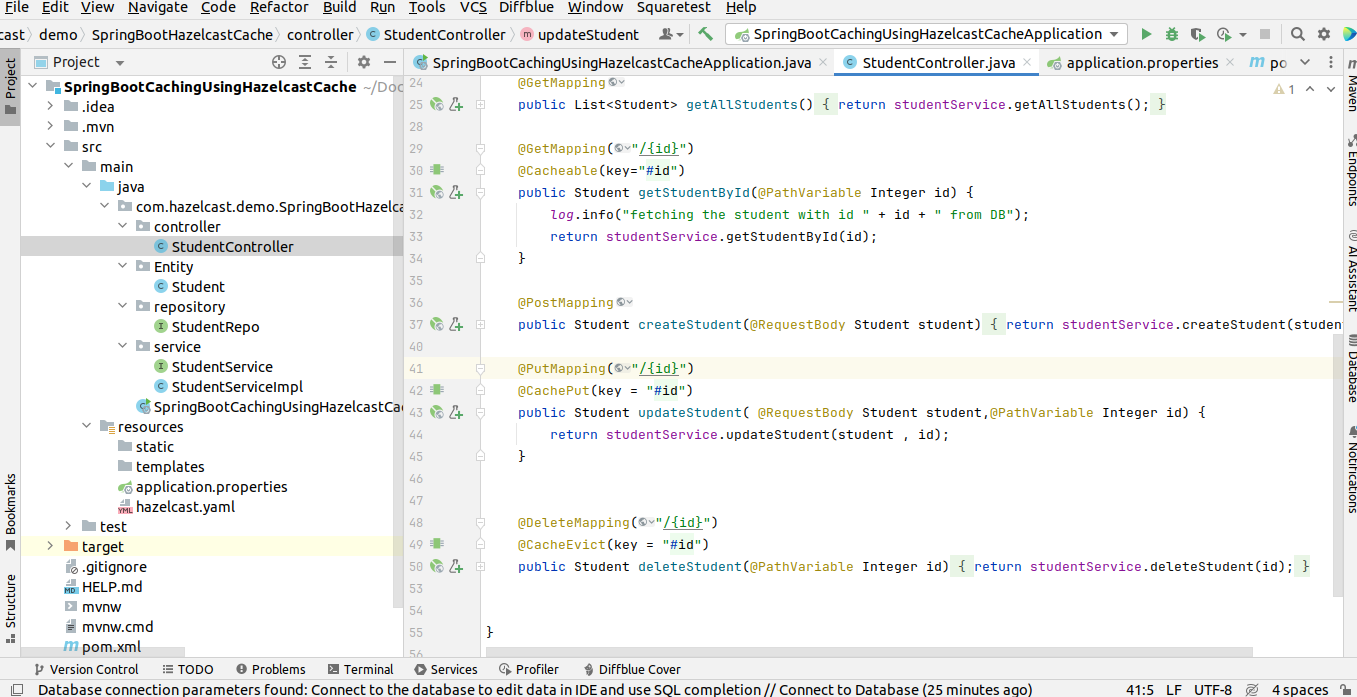 File Edit View Navigate Code Refactor Build Run Tools VCS Diffblue Window Squaretest Help
cast demo SpringBootHazelcastCache controller StudentController updateStudent SpringBootCachingUsingHazelcastCacheApplication
Project
SpringBootCachingUsingHazelcastCacheApplication.java StudentController.java application.properties po
Project
Bookmarks
Structure
SpringBootCachingUsingHazelcastCache ~/Doc
.idea
.mvn
src
main
java
com.hazelcast.demo.SpringBootHazelca
controller
StudentController
Entity
Student
repository
StudentRepo
service
StudentService
StudentServiceImpl
SpringBootCachingUsingHazelcastCa
resources
static
templates
application.properties
hazelcast.yaml
test
target
.gitignore
HELP.md
mvnw
mvnw.cmd
pom.xml
24 @GetMapping
25 public List<Student> getAllStudents() { return studentService.getAllStudents(); }
28
29 @GetMapping("/{id}")
30 @Cacheable(key="#id")
31 public Student getStudentById(@PathVariable Integer id) {
32 log.info("fetching the student with id " + id + " from DB");
33 return studentService.getStudentById(id);
34 }
35
36 @PostMapping
37 public Student createStudent(@RequestBody Student student) { return studentService.createStudent(studen
40
41 @PutMapping("/{id}")
42 @CachePut(key = "#id")
43 public Student updateStudent( @RequestBody Student student,@PathVariable Integer id) {
44 return studentService.updateStudent(student , id);
45 }
46
47
48 @DeleteMapping("/{id}")
49 @CacheEvict(key = "#id")
50 public Student deleteStudent(@PathVariable Integer id) { return studentService.deleteStudent(id); }
53
54
55 }
56
1
Maven
Endpoints
AI Assistant
Database
Notifications
Version Control TODO Problems Terminal Services Profiler Diffblue Cover
Database connection parameters found: Connect to the database to edit data in IDE and use SQL completion // Connect to Database (25 minutes ago) 41:5 LF UTF-8 4 spaces